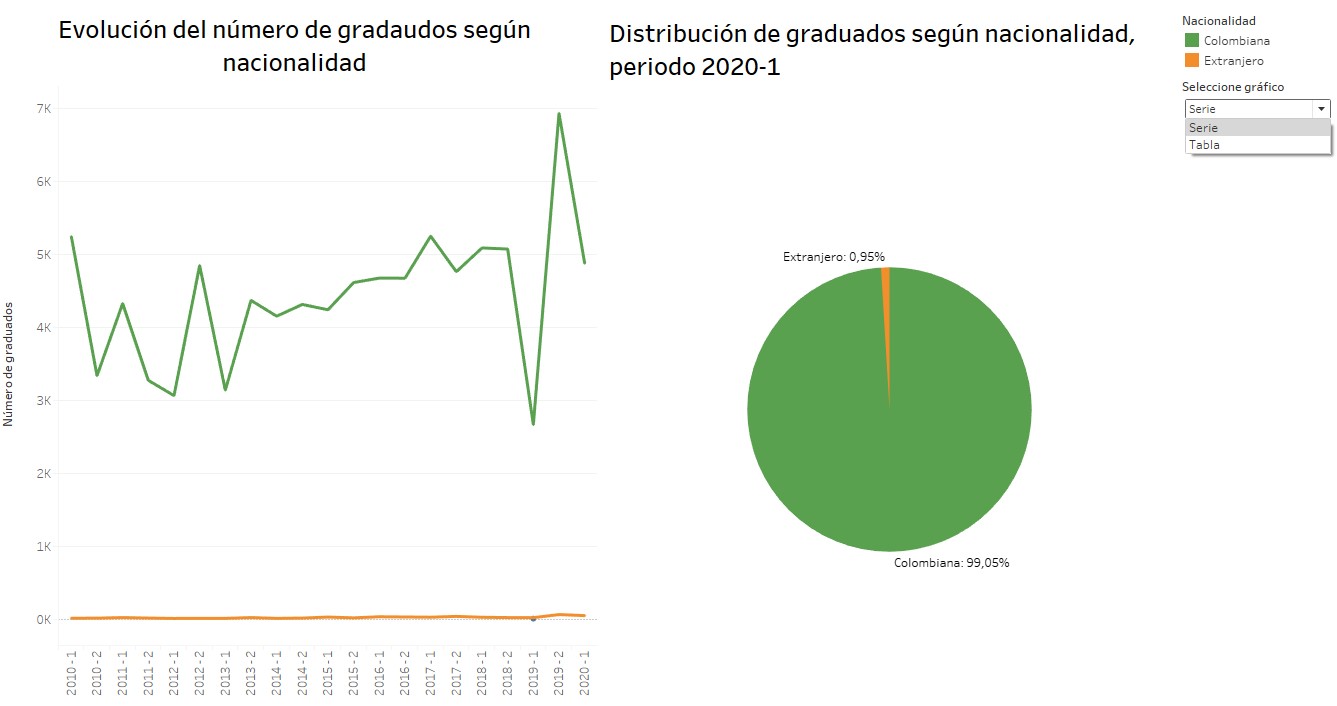 Evolución del número de gradaudos según
nacionalidad
Número de graduados
7K
6K
5K
4K
3K
2K
1K
0K
2010 - 1
2010 - 2
2011 - 1
2011 - 2
2012 - 1
2012 - 2
2013 - 1
2013 - 2
2014 - 1
2014 - 2
2015 - 1
2015 - 2
2016 - 1
2016 - 2
2017 - 1
2017 - 2
2018 - 1
2018 - 2
2019 - 1
2019 - 2
2020 - 1
Distribución de graduados según nacionalidad,
periodo 2020-1
Extranjero: 0,95%
Colombiana: 99,05%
Nacionalidad
Colombiana
Extranjero
Seleccione gráfico
Serie
Serie
Tabla